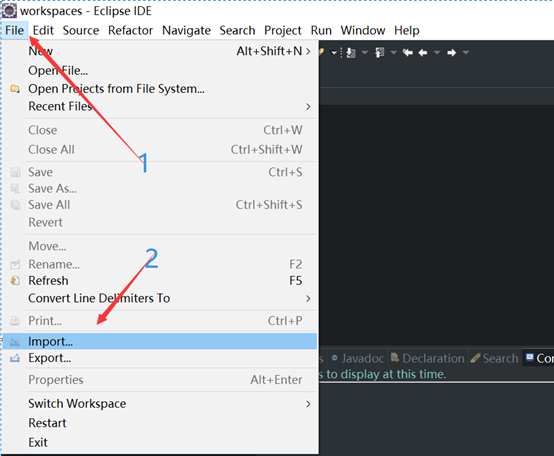 workspaces - Eclipse IDE
File Edit Source Refactor Navigate Search Project Run Window Help
New Alt+Shift+N >
Open File...
Open Projects from File System...
Recent Files >
Close Ctrl+W
Close All Ctrl+Shift+W
1
Save Ctrl+S
Save As...
Save All Ctrl+Shift+S
Revert
Move...
2
Rename... F2
Refresh F5
Convert Line Delimiters To >
Print... Ctrl+P
Import...
Export...
Javadoc Declaration Search Con
s to display at this time.
Properties Alt+Enter
Switch Workspace >
Restart
Exit